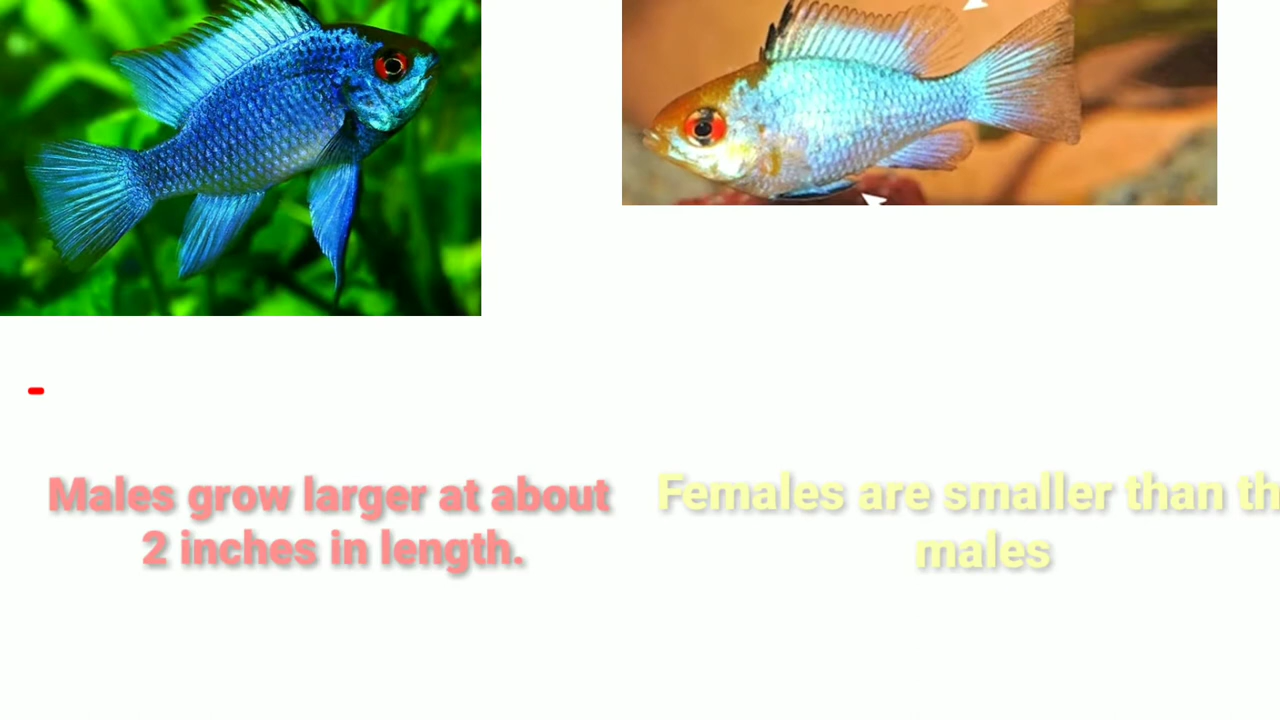 Males grow larger at about
2 inches in length.
Females are smaller than th
males